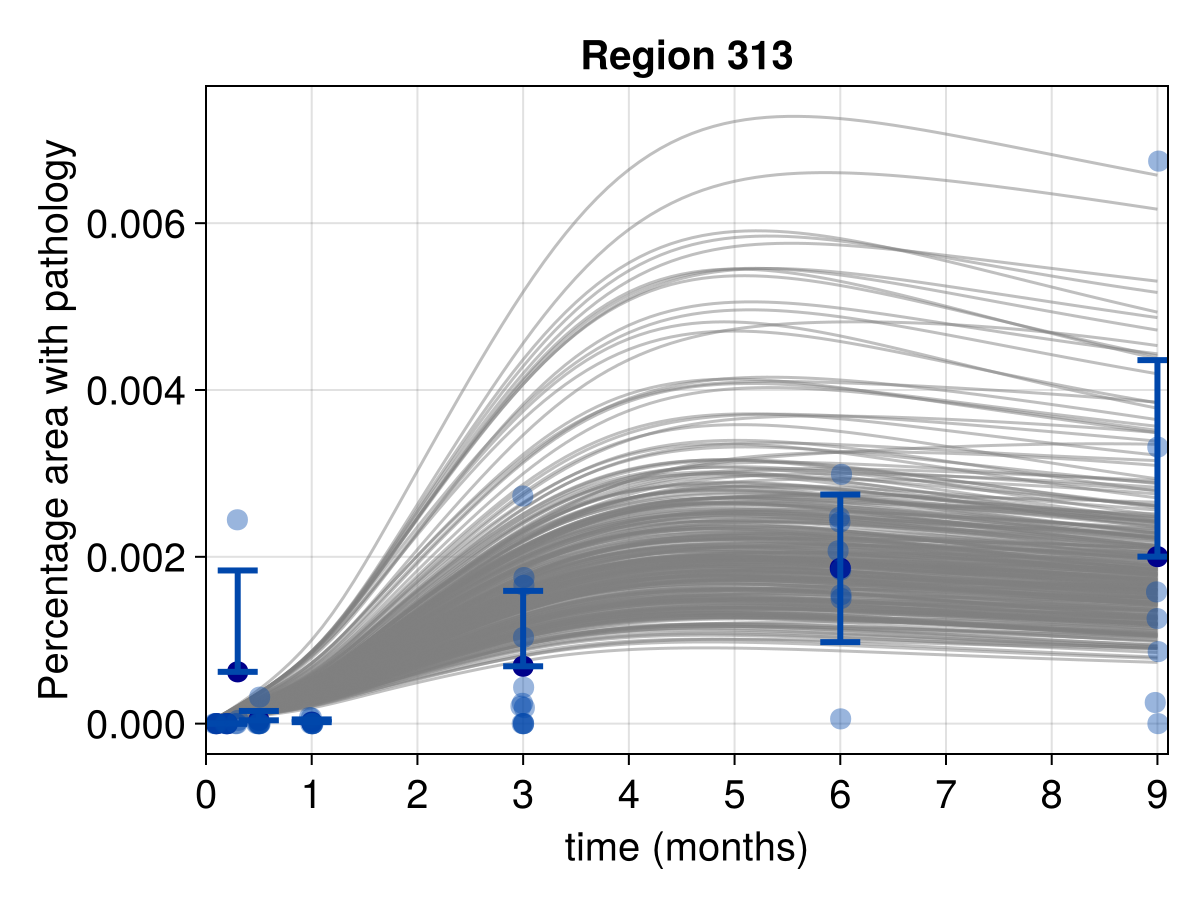 Region 313
Percentage area with pathology
0.006
0.004
0.002
0.000
0 1 2 3 4 5 6 7 8 9
time (months)